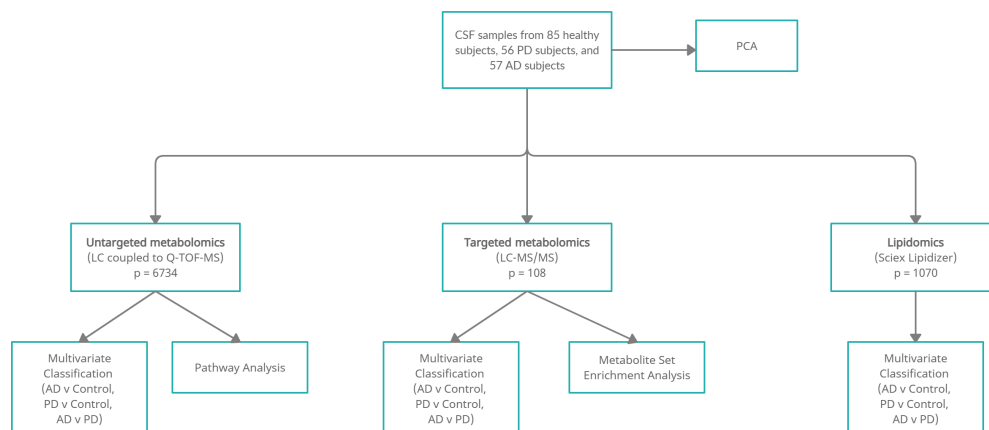 CSF samples from 85 healthy
subjects, 56 PD subjects, and
57 AD subjects
PCA
Untargeted metabolomics
(LC coupled to Q-TOF-MS)
p = 6734
Targeted metabolomics
(LC-MS/MS)
p = 108
Lipidomics
(Sciex Lipidizer)
p = 1070
Multivariate
Classification
(AD v Control,
PD v Control,
AD v PD)
Pathway Analysis
Multivariate
Classification
(AD v Control,
PD v Control,
AD v PD)
Metabolite Set
Enrichment Analysis
Multivariate
Classification
(AD v Control,
PD v Control,
AD v PD)